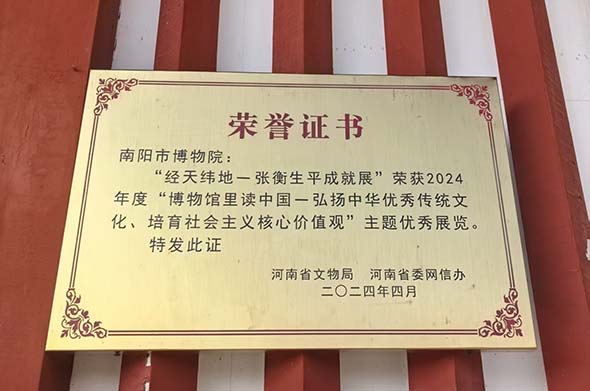 荣誉证书
南阳市博物院：
“经天纬地一张衡生平成就展”荣获2024
年度“博物馆里读中国一弘扬中华优秀传统文
化、培育社会主义核心价值观”主题优秀展览。
特发此证
河南省文物局 河南省委网信办
二〇二四年四月